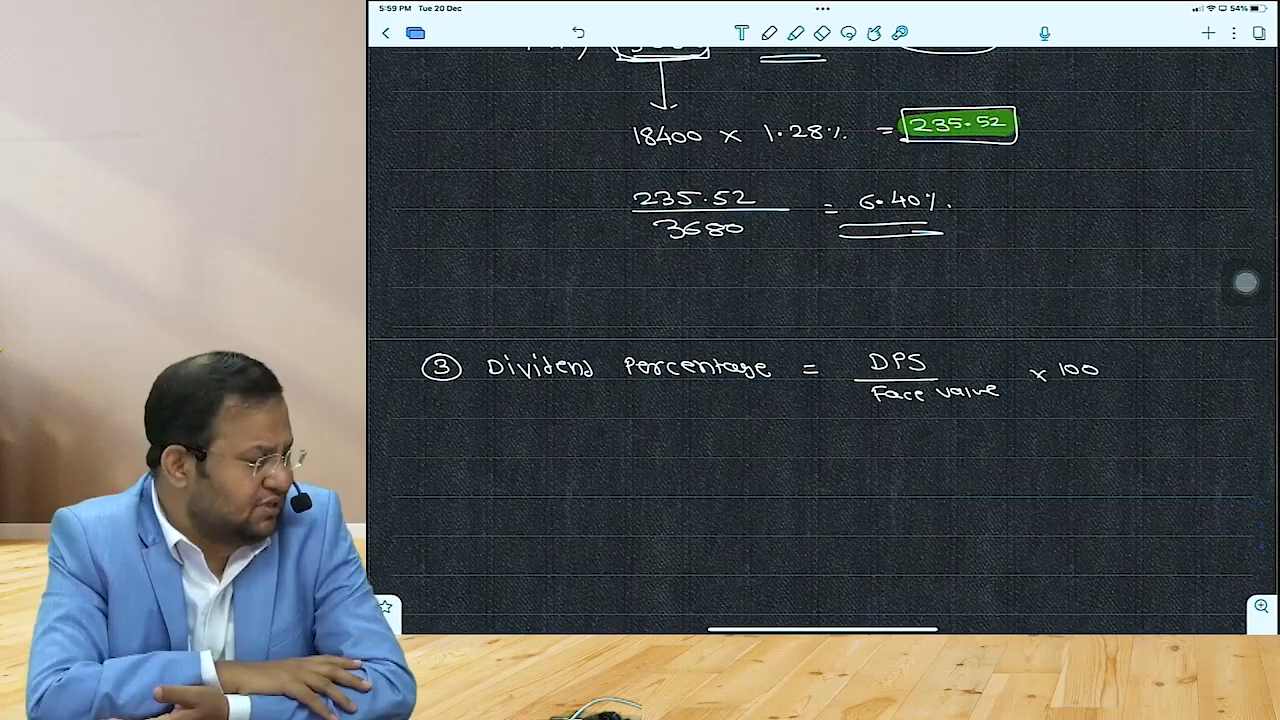 5:59 PM Tue 20 Dec
54%
18400 x 1.28% = 235.52
235.52
3680
= 6.40%.
③ Dividend Percentage = DPS
Face value
x 100